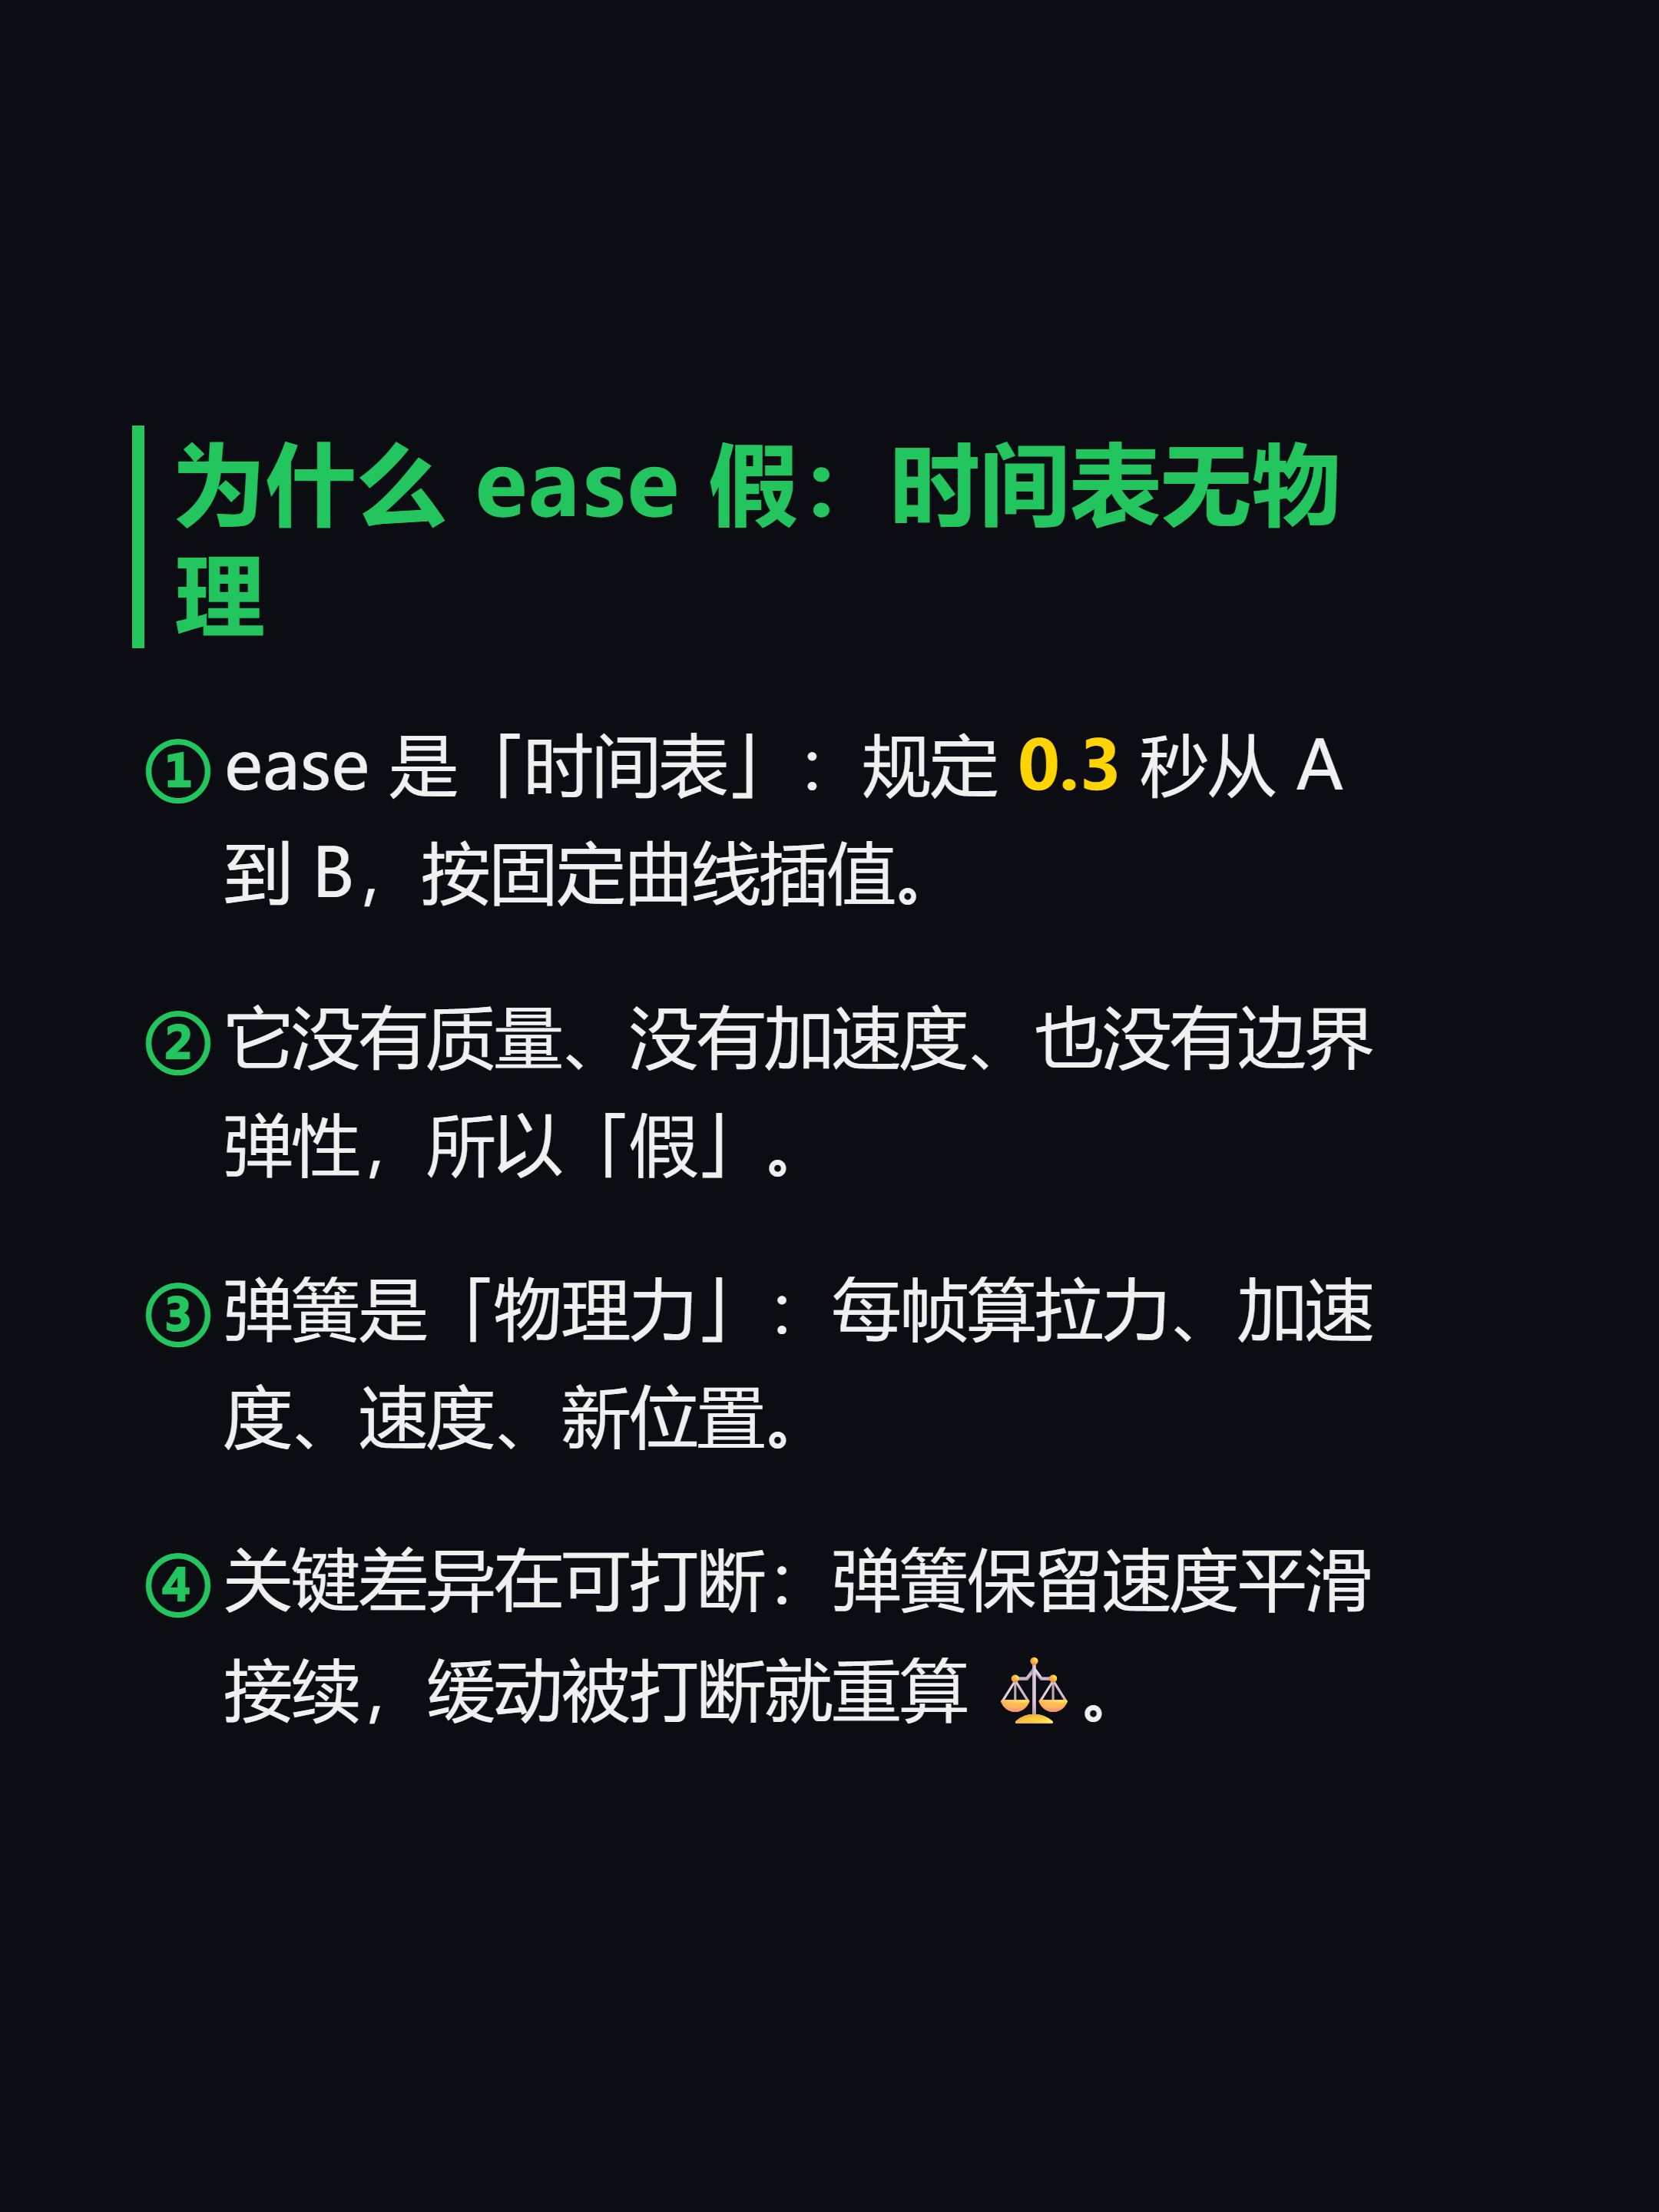 为什么 ease 假：时间表无物
理
① ease 是「时间表」：规定 0.3 秒从 A
到 B，按固定曲线插值。
② 它没有质量、没有加速度、也没有边界
弹性，所以「假」。
③ 弹簧是「物理力」：每帧算拉力、加速
度、速度、新位置。
④ 关键差异在可打断：弹簧保留速度平滑
接续，缓动被打断就重算 ⚖️。